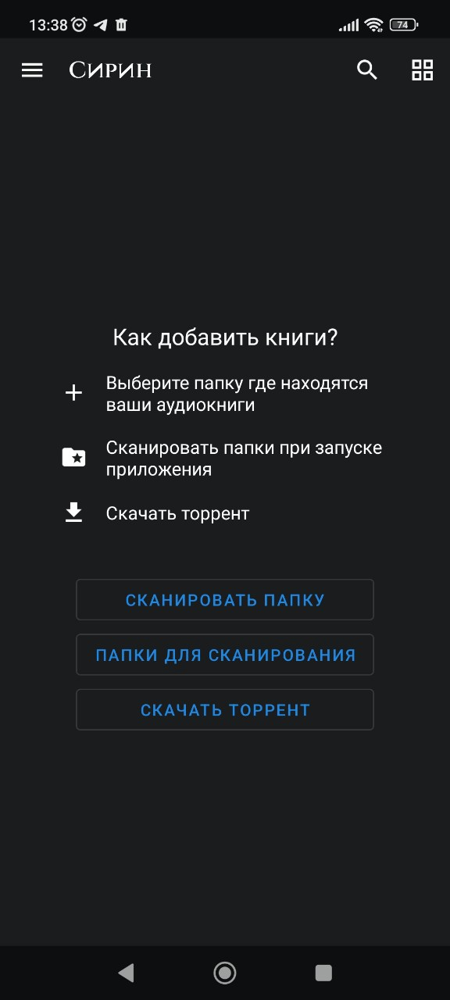 13:38
74
Сирин
Как добавить книги?
Выберите папку где находятся
ваши аудиокниги
Сканировать папки при запуске
приложения
Скачать торрент
СКАНИРОВАТЬ ПАПКУ
ПАПКИ ДЛЯ СКАНИРОВАНИЯ
СКАЧАТЬ ТОРРЕНТ